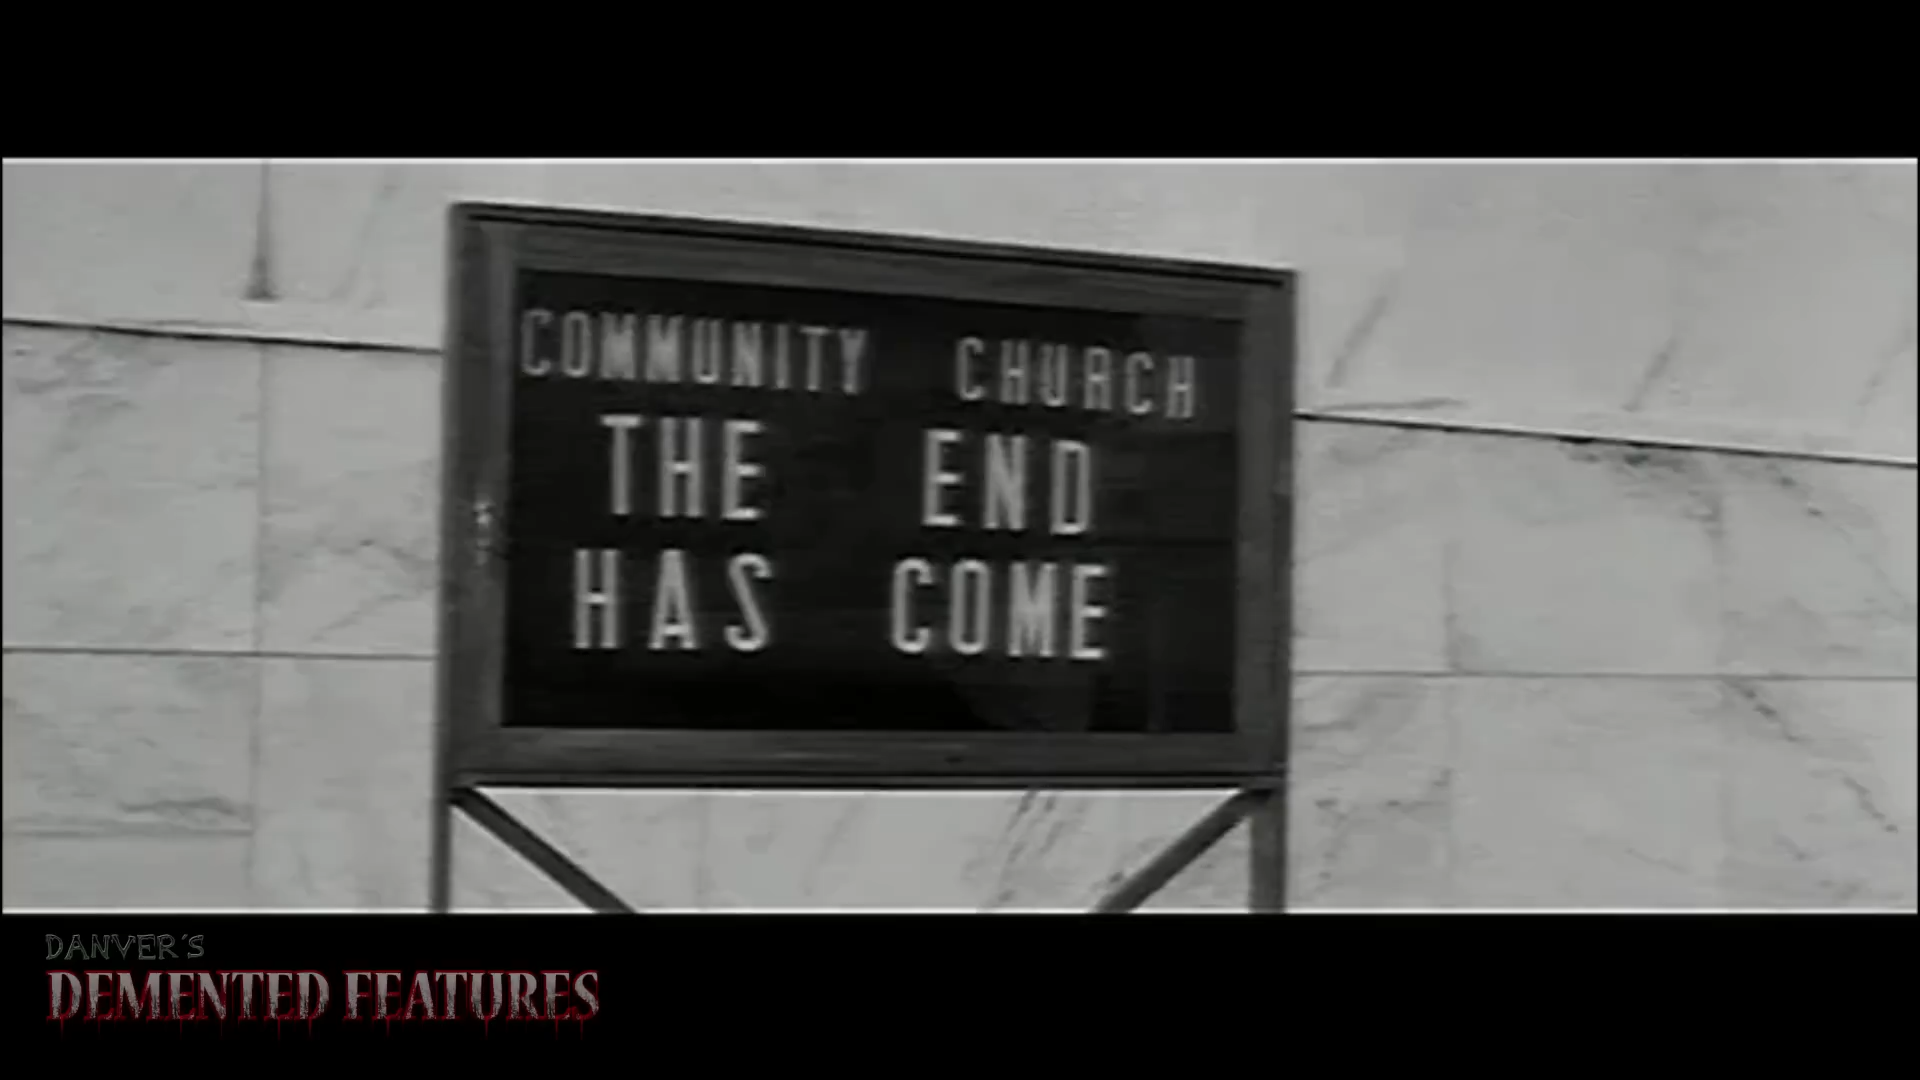 COMMUNITY CHURCH
THE END
HAS COME
DANVER'S
DEMENTED FEATURES